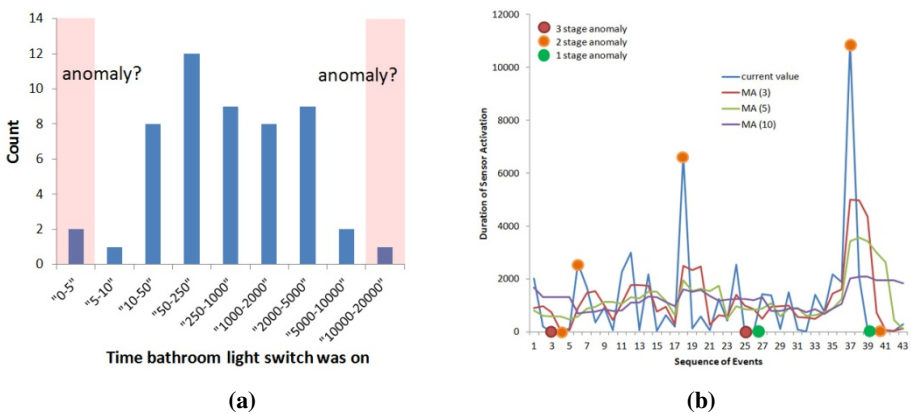 14
12
10
8
6
4
2
0
Count
anomaly?
anomaly?
"0-5"
"5-10"
"10-50"
"50-250"
"250-1000"
"1000-2000"
"2000-5000"
"5000-10000"
"10000-20000"
Time bathroom light switch was on
(a)
3 stage anomaly
2 stage anomaly
1 stage anomaly
current value
MA (3)
MA (5)
MA (10)
12000
10000
8000
6000
4000
2000
0
Duration of Sensor Activation
1 3 5 7 9 11 13 15 17 19 21 23 25 27 29 31 33 35 37 39 41 43
Sequence of Events
(b)